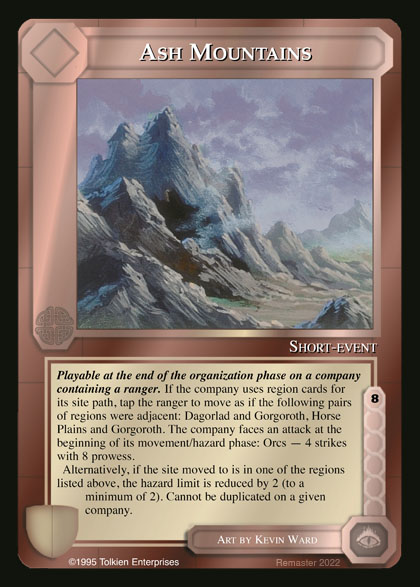 Ash Mountains
Short-event
Playable at the end of the organization phase on a company
containing a ranger. If the company uses region cards for
its site path, tap the ranger to move as if the following pairs
of regions were adjacent: Dagorlad and Gorgoroth, Horse
Plains and Gorgoroth. The company faces an attack at the
beginning of its movement/hazard phase: Orcs — 4 strikes
with 8 prowess.
Alternatively, if the site moved to is in one of the regions
listed above, the hazard limit is reduced by 2 (to a
minimum of 2). Cannot be duplicated on a given
company.
8
Art by Kevin Ward
©1995 Tolkien Enterprises
Remaster 2022